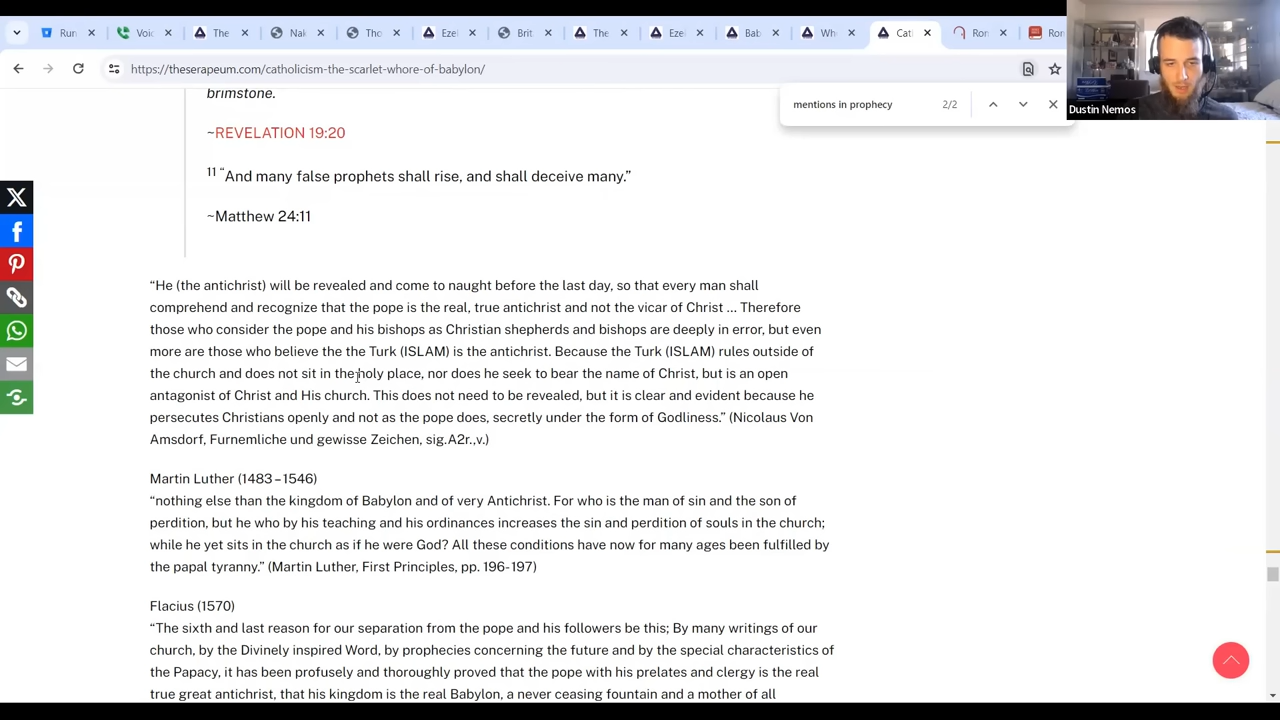 Run
Voic
The
Nal
Tho
Ezei
Brit
The
Ezei
Bab
Wh
Cath
Ron
Ron
https://theserapeum.com/catholicism-the-scarlet-whore-of-babylon/
mentions in prophecy 2/2
Dustin Nemos
brimstone.
~REVELATION 19:20
11 “And many false prophets shall rise, and shall deceive many.”
~Matthew 24:11
“He (the antichrist) will be revealed and come to naught before the last day, so that every man shall
comprehend and recognize that the pope is the real, true antichrist and not the vicar of Christ … Therefore
those who consider the pope and his bishops as Christian shepherds and bishops are deeply in error, but even
more are those who believe the the Turk (ISLAM) is the antichrist. Because the Turk (ISLAM) rules outside of
the church and does not sit in the holy place, nor does he seek to bear the name of Christ, but is an open
antagonist of Christ and His church. This does not need to be revealed, but it is clear and evident because he
persecutes Christians openly and not as the pope does, secretly under the form of Godliness.” (Nicolaus Von
Amsdorf, Furnemliche und gewisse Zeichen, sig.A2r.,v.)
Martin Luther (1483 – 1546)
“nothing else than the kingdom of Babylon and of very Antichrist. For who is the man of sin and the son of
perdition, but he who by his teaching and his ordinances increases the sin and perdition of souls in the church;
while he yet sits in the church as if he were God? All these conditions have now for many ages been fulfilled by
the papal tyranny.” (Martin Luther, First Principles, pp. 196-197)
Flacius (1570)
“The sixth and last reason for our separation from the pope and his followers be this; By many writings of our
church, by the Divinely inspired Word, by prophecies concerning the future and by the special characteristics of
the Papacy, it has been profusely and thoroughly proved that the pope with his prelates and clergy is the real
true great antichrist, that his kingdom is the real Babylon, a never ceasing fountain and a mother of all